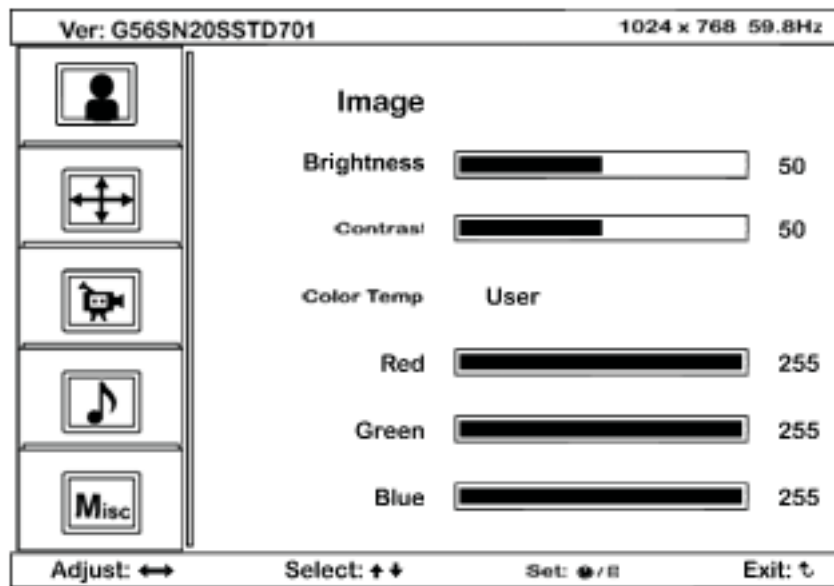 Ver: G56SN20SSTD701 1024 x 768 59.8Hz
Image
Brightness 50
Contrast 50
Color Temp User
Red 255
Green 255
Blue 255
Misc
Adjust: ↔ Select: ↑↓ Set: Exit: